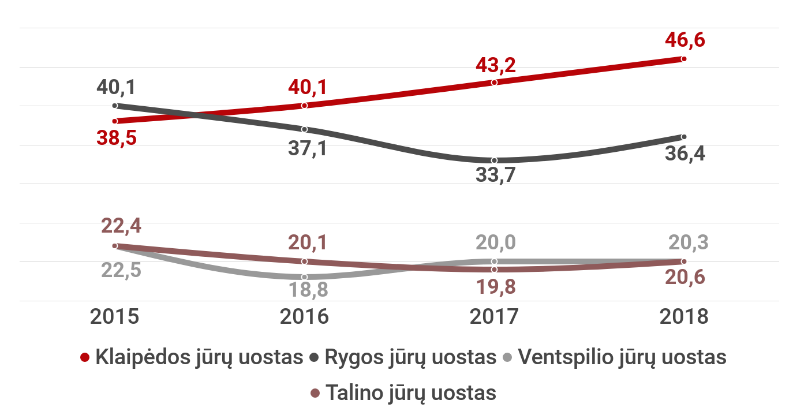 46,6
43,2
40,1 40,1
38,5 37,1 36,4
33,7
22,4 20,1 20,0 20,3
22,5 18,8 19,8 20,6
2015 2016 2017 2018
Klaipėdos jūrų uostas Rygos jūrų uostas Ventspilio jūrų uostas
Talino jūrų uostas